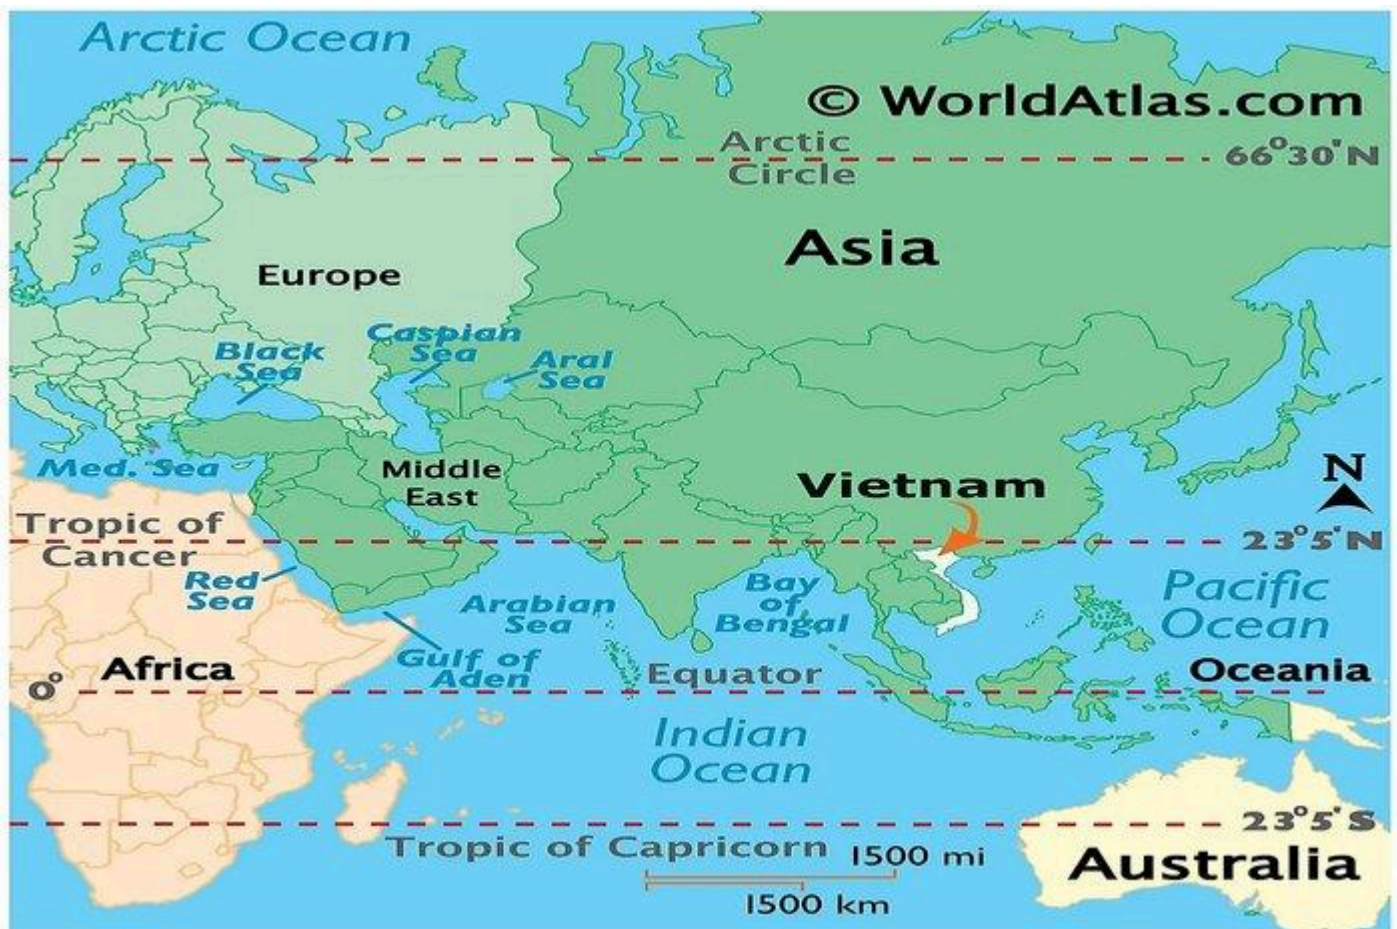 Arctic Ocean
© WorldAtlas.com
Arctic
Circle
66°30'N
Asia
Europe
Caspian
Sea
Black
Sea
Aral
Sea
Med. Sea
Middle
East
Vietnam
N
Tropic of
Cancer
23°5'N
Red
Sea
Arabian
Sea
Bay
of
Bengal
Pacific
Ocean
Gulf of
Aden
Africa
Equator
Oceania
0°
Indian
Ocean
23°5'S
Tropic of Capricorn
1500 mi
Australia
1500 km